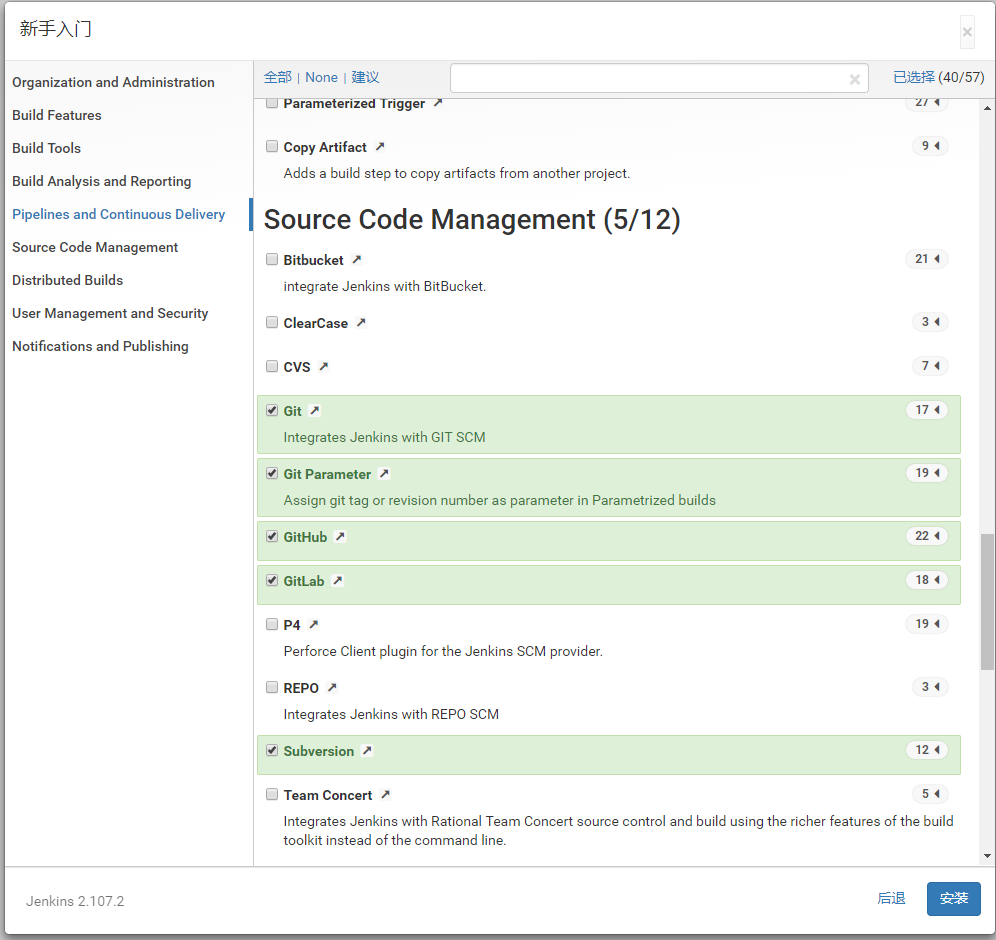 新手入门
×
Organization and Administration
Build Features
Build Tools
Build Analysis and Reporting
Pipelines and Continuous Delivery
Source Code Management
Distributed Builds
User Management and Security
Notifications and Publishing
全部 | None | 建议
×
已选择 (40/57)
Parameterized Trigger 27
Copy Artifact 9
Adds a build step to copy artifacts from another project.
Source Code Management (5/12)
Bitbucket 21
integrate Jenkins with BitBucket.
ClearCase 3
CVS 7
Git 17
Integrates Jenkins with GIT SCM
Git Parameter 19
Assign git tag or revision number as parameter in Parametrized builds
GitHub 22
GitLab 18
P4 19
Perforce Client plugin for the Jenkins SCM provider.
REPO 3
Integrates Jenkins with REPO SCM
Subversion 12
Team Concert 5
Integrates Jenkins with Rational Team Concert source control and build using the richer features of the build
toolkit instead of the command line.
Jenkins 2.107.2
后退
安装